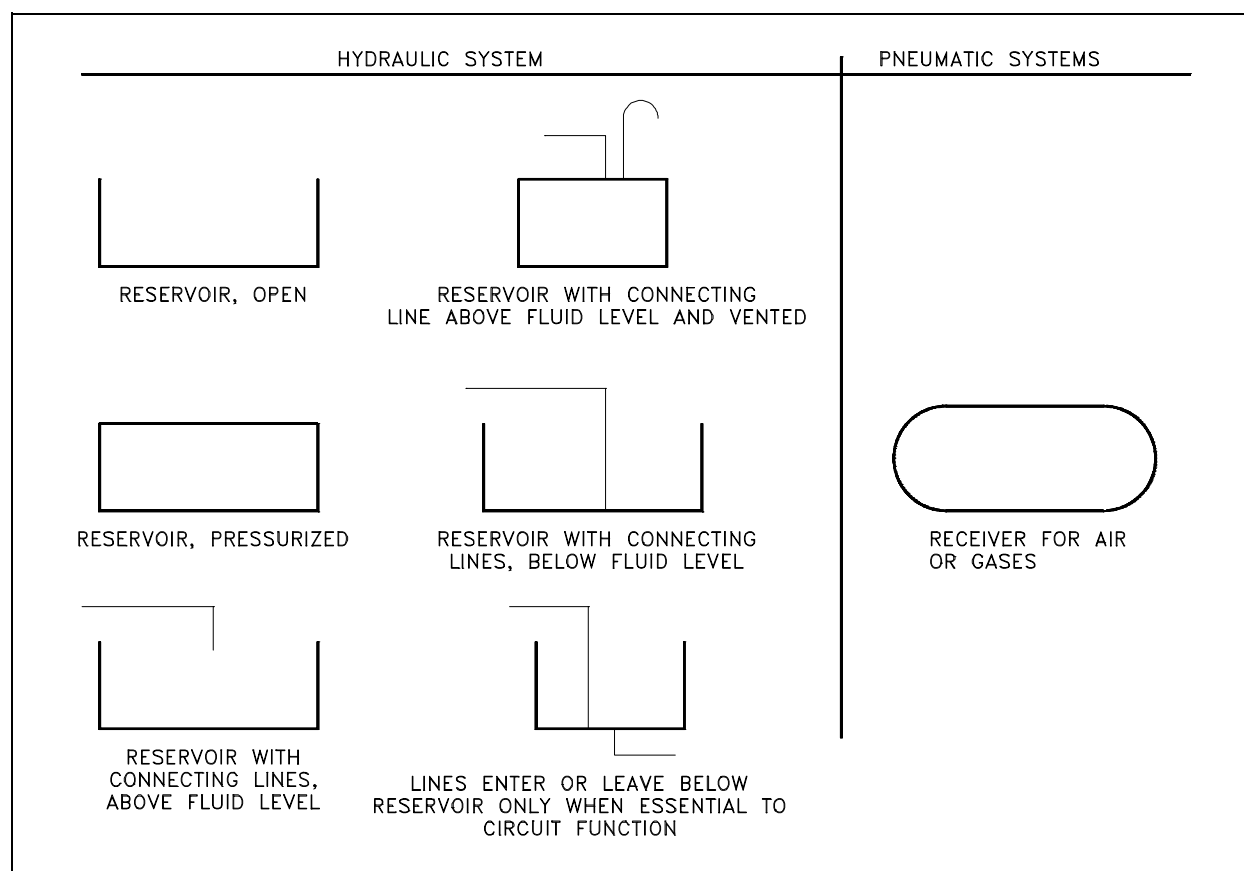 HYDRAULIC SYSTEM
PNEUMATIC SYSTEMS
RESERVOIR, OPEN
RESERVOIR WITH CONNECTING
LINE ABOVE FLUID LEVEL AND VENTED
RESERVOIR, PRESSURIZED
RESERVOIR WITH CONNECTING
LINES, BELOW FLUID LEVEL
RECEIVER FOR AIR
OR GASES
RESERVOIR WITH
CONNECTING LINES,
ABOVE FLUID LEVEL
LINES ENTER OR LEAVE BELOW
RESERVOIR ONLY WHEN ESSENTIAL TO
CIRCUIT FUNCTION